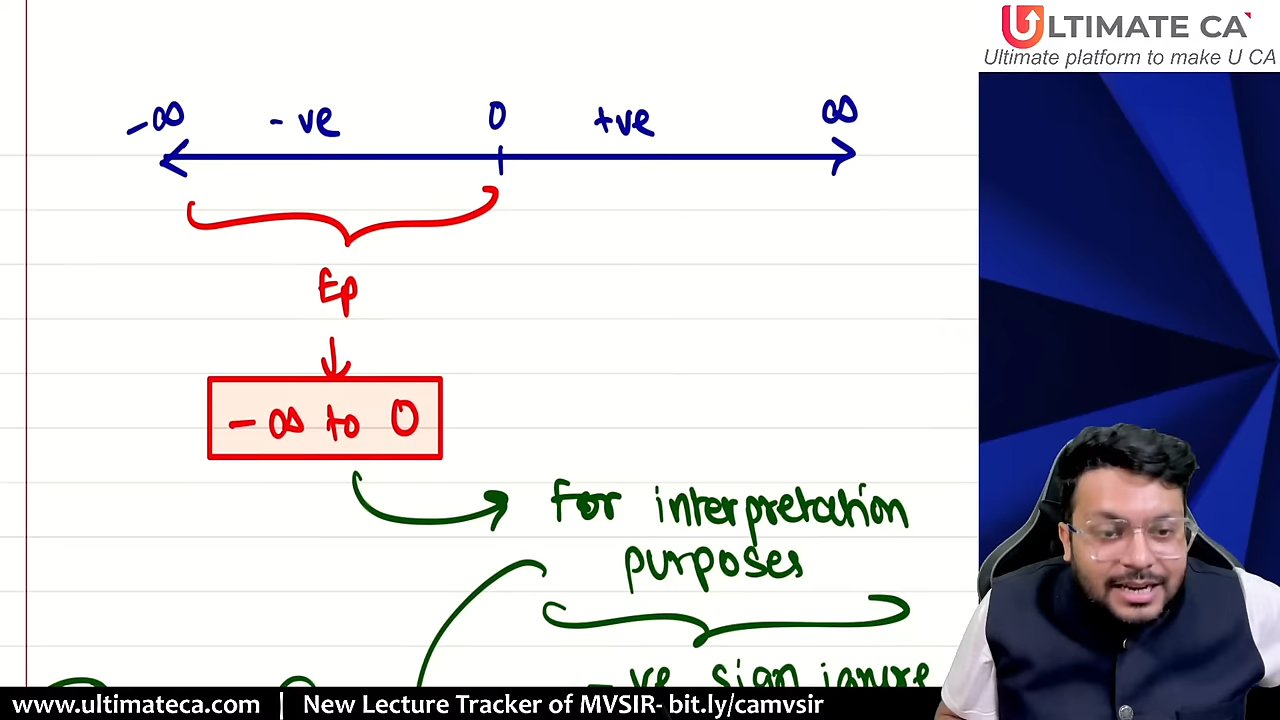 ULTIMATE CA
Ultimate platform to make U CA
-∞ -ve 0 +ve ∞
Ep
-∞ to 0
For interpretation
purposes
-ve sign ignore
www.ultimateca.com | New Lecture Tracker of MVSIR- bit.ly/camvsir